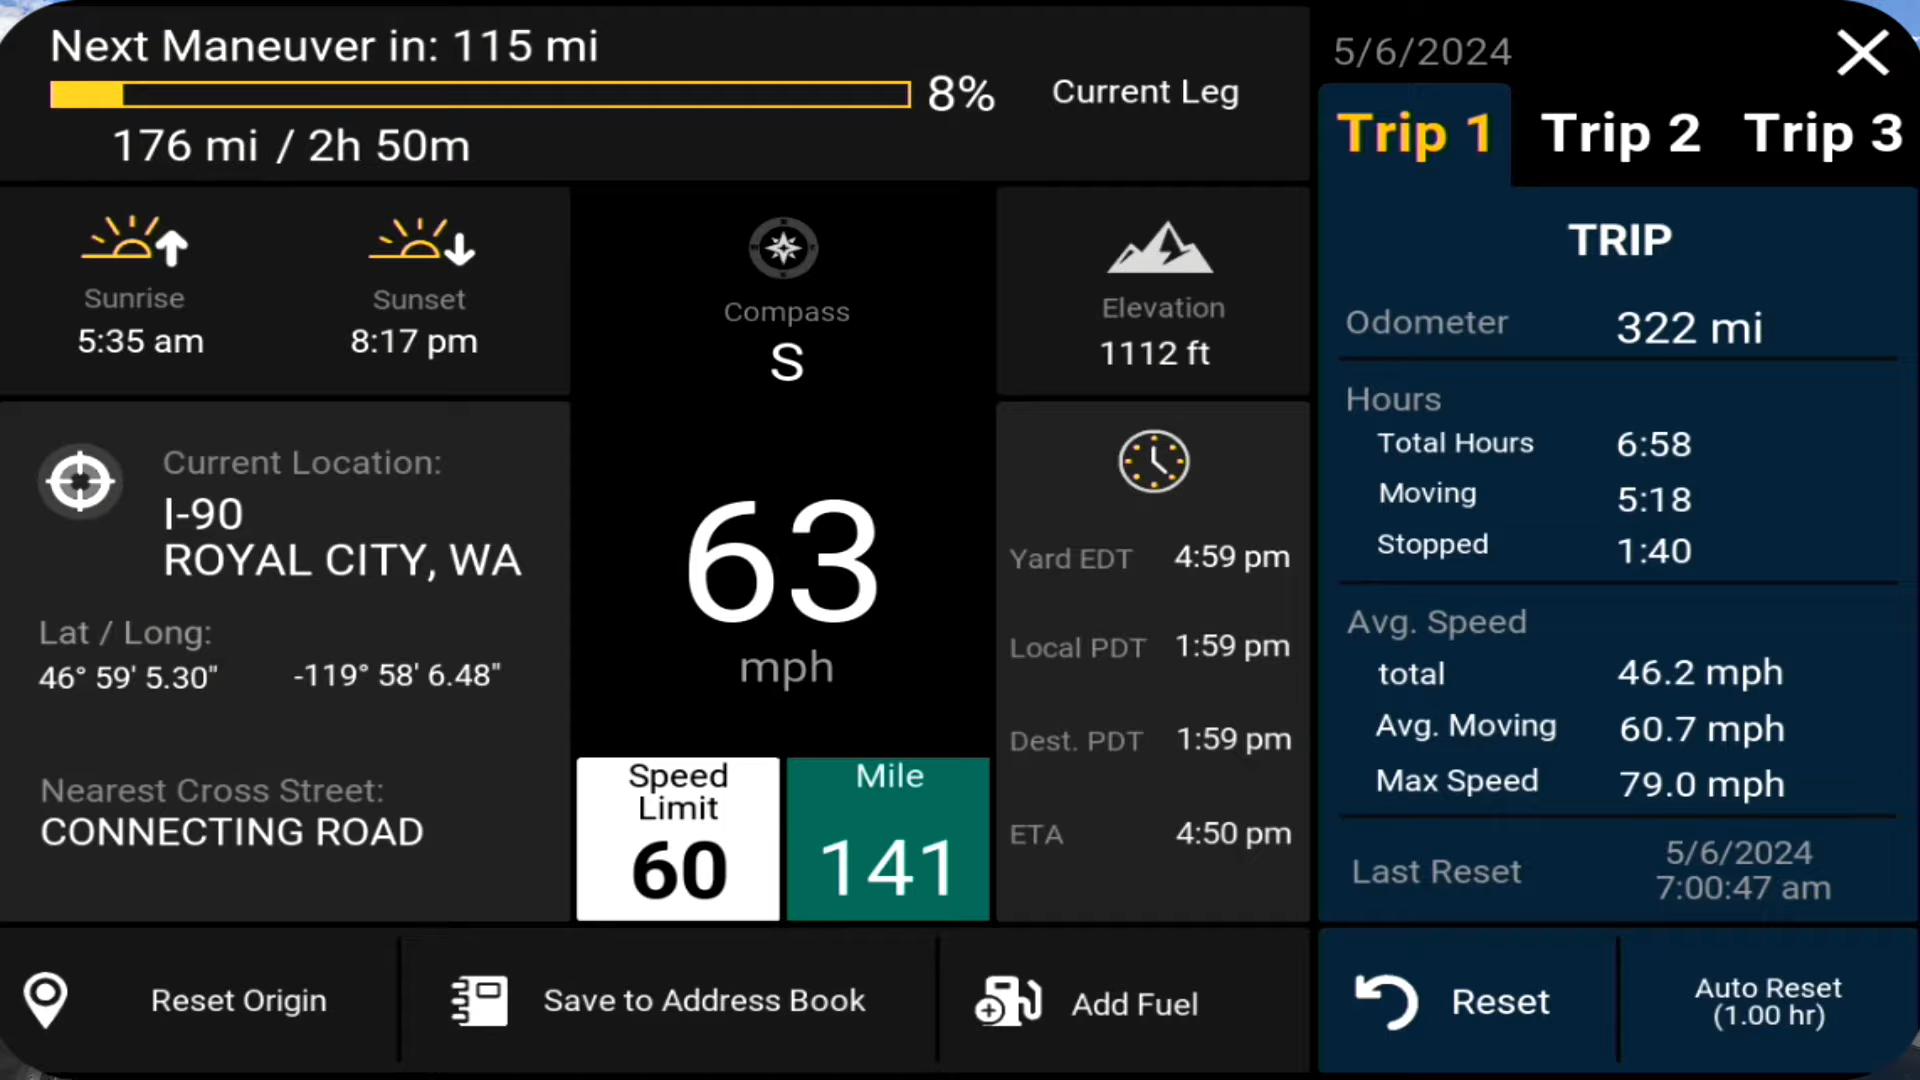 Next Maneuver in: 115 mi
8%
Current Leg
176 mi / 2h 50m
Sunrise
5:35 am
Sunset
8:17 pm
Compass
S
Elevation
1112 ft
Current Location:
I-90
ROYAL CITY, WA
Lat / Long:
46° 59' 5.30" -119° 58' 6.48"
Nearest Cross Street:
CONNECTING ROAD
63
mph
Speed
Limit
60
Mile
141
Yard EDT 4:59 pm
Local PDT 1:59 pm
Dest. PDT 1:59 pm
ETA 4:50 pm
5/6/2024
Trip 1 Trip 2 Trip 3
TRIP
Odometer 322 mi
Hours
Total Hours 6:58
Moving 5:18
Stopped 1:40
Avg. Speed
total 46.2 mph
Avg. Moving 60.7 mph
Max Speed 79.0 mph
Last Reset 5/6/2024
7:00:47 am
Reset Origin
Save to Address Book
Add Fuel
Reset
Auto Reset
(1.00 hr)